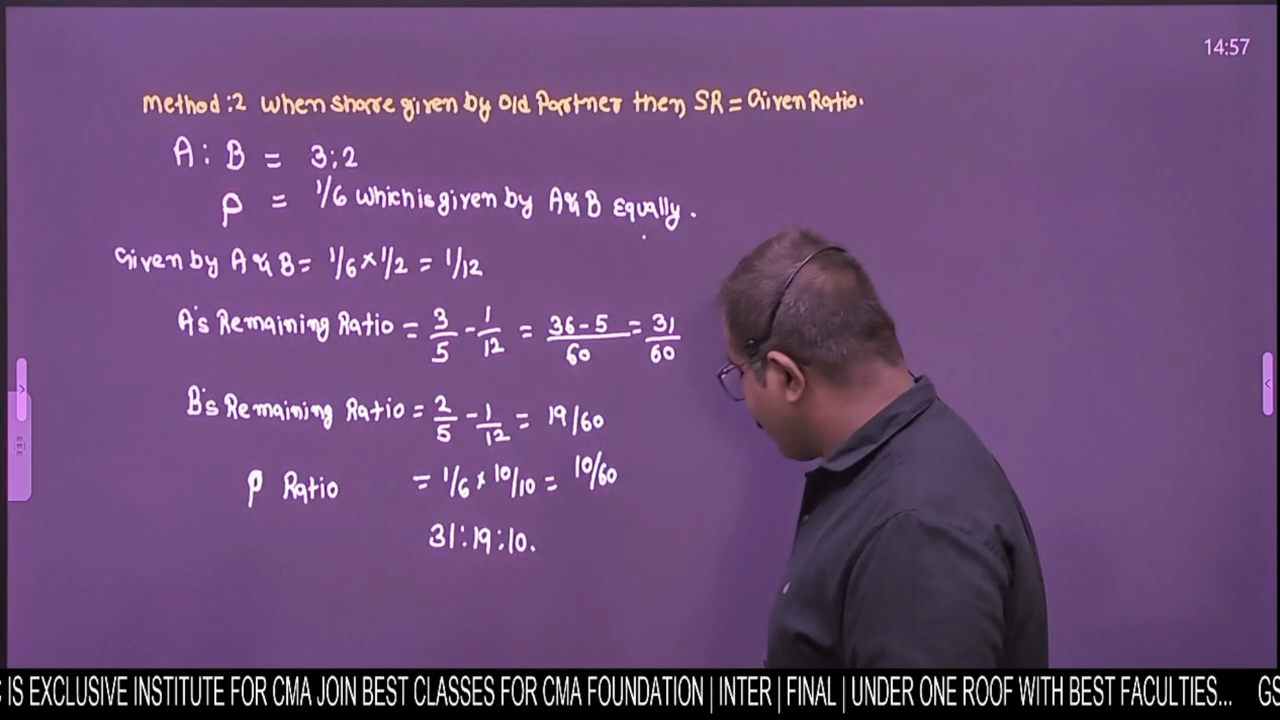 14:57
Method:2 When share given by Old Partner then, SR = Given Ratio.
A : B = 3:2
P = 1/6 which is given by A & B Equally.
Given by A & B = 1/6 × 1/2 = 1/12
A's Remaining Ratio = 3/5 - 1/12 = 36-5/60 = 31/60
B's Remaining Ratio = 2/5 - 1/12 = 19/60
P Ratio = 1/6 × 10/10 = 10/60
31:19:10.
IS EXCLUSIVE INSTITUTE FOR CMA JOIN BEST CLASSES FOR CMA FOUNDATION | INTER | FINAL | UNDER ONE ROOF WITH BEST FACULTIES... GS